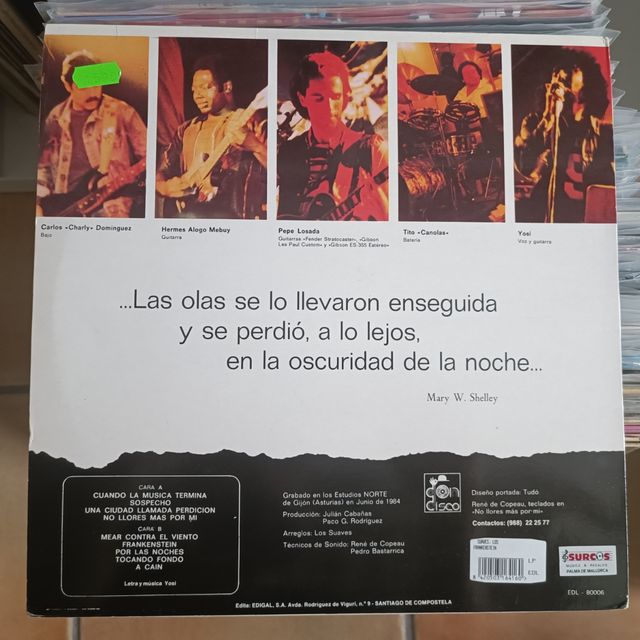 Carlos «Charly» Domínguez
Bajo
Hermes Alogo Mebuy
Guitarra
Pepe Losada
Guitarras «Fender Stratocaster», «Gibson
Les Paul Custom» y «Gibson ES-355 Estéreo»
Tito «Canolas»
Batería
Yosi
Voz y guitarra
...Las olas se lo llevaron enseguida
y se perdió, a lo lejos,
en la oscuridad de la noche...
Mary W. Shelley
CARA A
CUANDO LA MUSICA TERMINA
SOSPECHO
UNA CIUDAD LLAMADA PERDICION
NO LLORES MAS POR MI
CARA B
MEAR CONTRA EL VIENTO
FRANKENSTEIN
POR LAS NOCHES
TOCANDO FONDO
A CAIN
Letra y música Yosi
Grabado en los Estudios NORTE
de Gijón (Asturias) en Junio de 1984
Producción: Julián Cabañas
Paco G. Rodríguez
Arreglos: Los Suaves
Técnicos de Sonido: René de Copeau
Pedro Bastarrica
don
disco
Diseño portada: Tudó
René de Copeau, teclados en
«No llores más por mi»
Contactos: (988) 22 25 77
SUAVES, LOS
FRANKENSTEIN
LP
EDL
8420503164160
SURCOS
MUSICA & REGALOS
PALMA DE MALLORCA
EDL - 80006
Edita: EDIGAL, S.A. Avda. Rodríguez de Viguri, n.º 9 - SANTIAGO DE COMPOSTELA